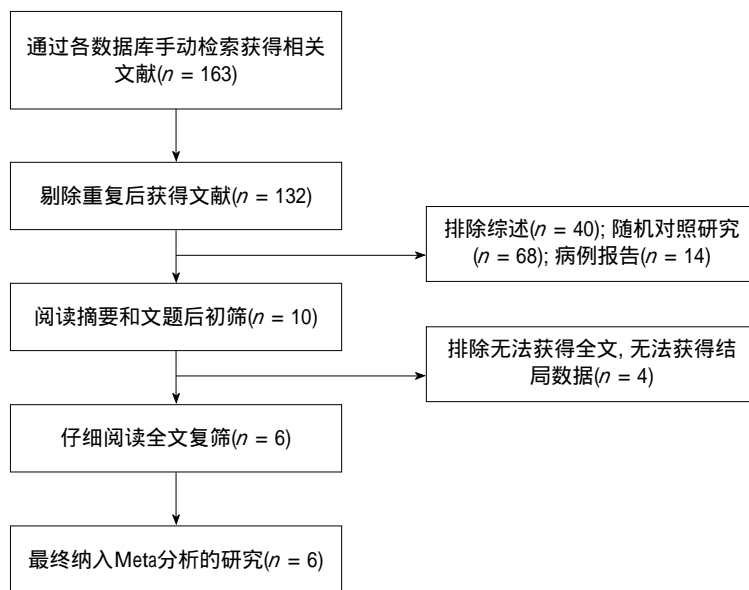 通过各数据库手动检索获得相关
文献(n = 163)
剔除重复后获得文献(n = 132)
排除综述(n = 40); 随机对照研究
(n = 68); 病例报告(n = 14)
阅读摘要和文题后初筛(n = 10)
排除无法获得全文, 无法获得结
局数据(n = 4)
仔细阅读全文复筛(n = 6)
最终纳入Meta分析的研究(n = 6)